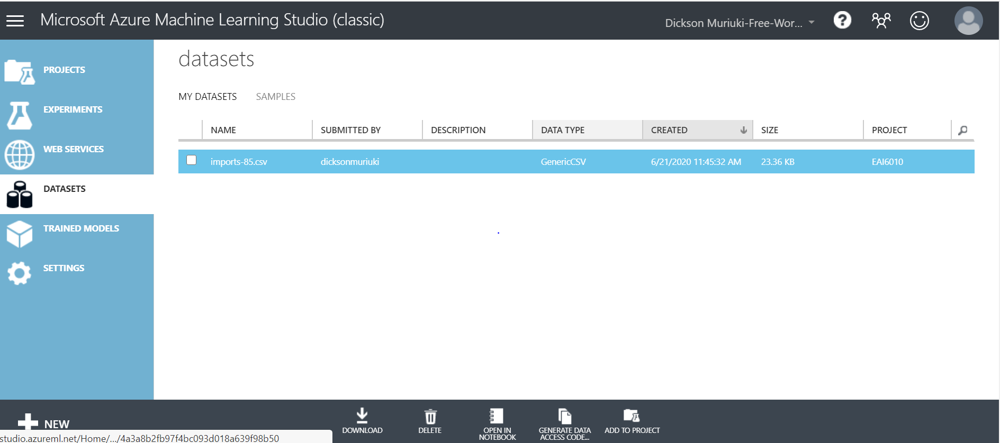 Microsoft Azure Machine Learning Studio (classic)
Dickson Muriuki-Free-Wor...
PROJECTS
EXPERIMENTS
WEB SERVICES
DATASETS
TRAINED MODELS
SETTINGS
datasets
MY DATASETS SAMPLES
NAME SUBMITTED BY DESCRIPTION DATA TYPE CREATED SIZE PROJECT
imports-85.csv dicksonmuriuki GenericCSV 6/21/2020 11:45:32 AM 23.36 KB EAI6010
NEW
DOWNLOAD
DELETE
OPEN IN
NOTEBOOK
GENERATE DATA
ACCESS CODE...
ADD TO PROJECT
studio.azureml.net/Home/.../4a3a8b2fb97f4bc093d018a639f98b50